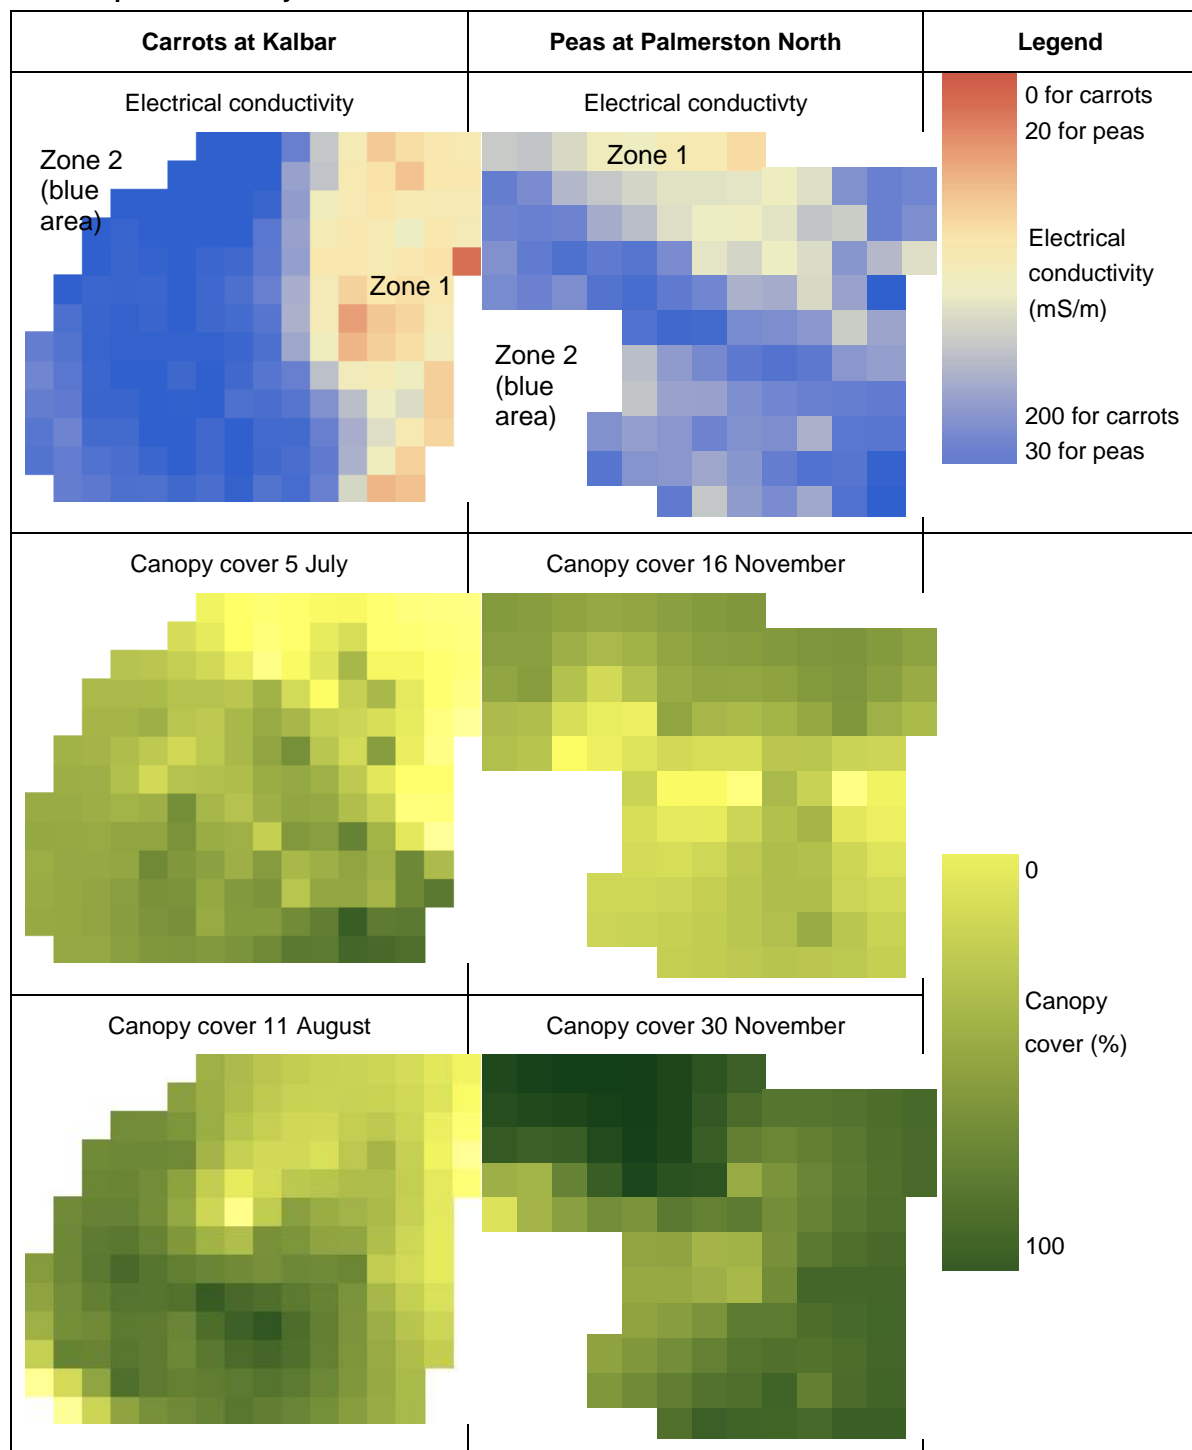 Carrots at Kalbar
Peas at Palmerston North
Legend
Electrical conductivity
Electrical conductivty
0 for carrots
20 for peas
Electrical
conductivity
(mS/m)
200 for carrots
30 for peas
Zone 2
(blue
area)
Zone 1
Zone 1
Zone 2
(blue
area)
Canopy cover 5 July
Canopy cover 16 November
0
Canopy
cover (%)
100
Canopy cover 11 August
Canopy cover 30 November